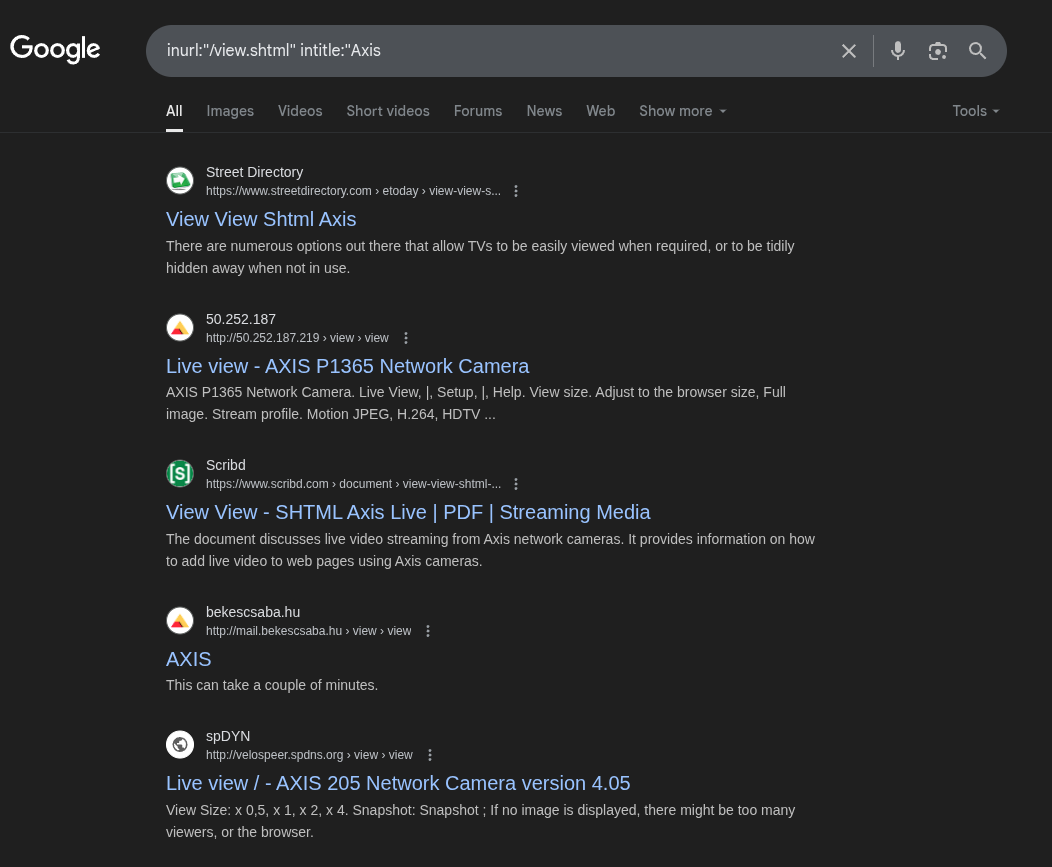 Google
inurl:"/view.shtml" intitle:"Axis
All Images Videos Short videos Forums News Web Show more Tools
Street Directory
https://www.streetdirectory.com › etoday › view-view-s...
View View Shtml Axis
There are numerous options out there that allow TVs to be easily viewed when required, or to be tidily
hidden away when not in use.
50.252.187
http://50.252.187.219 › view › view
Live view - AXIS P1365 Network Camera
AXIS P1365 Network Camera. Live View, |, Setup, |, Help. View size. Adjust to the browser size, Full
image. Stream profile. Motion JPEG, H.264, HDTV ...
[S]
Scribd
https://www.scribd.com › document › view-view-shtml-...
View View - SHTML Axis Live | PDF | Streaming Media
The document discusses live video streaming from Axis network cameras. It provides information on how
to add live video to web pages using Axis cameras.
bekescsaba.hu
http://mail.bekescsaba.hu › view › view
AXIS
This can take a couple of minutes.
spDYN
http://velospeer.spdns.org › view › view
Live view / - AXIS 205 Network Camera version 4.05
View Size: x 0,5, x 1, x 2, x 4. Snapshot: Snapshot ; If no image is displayed, there might be too many
viewers, or the browser.